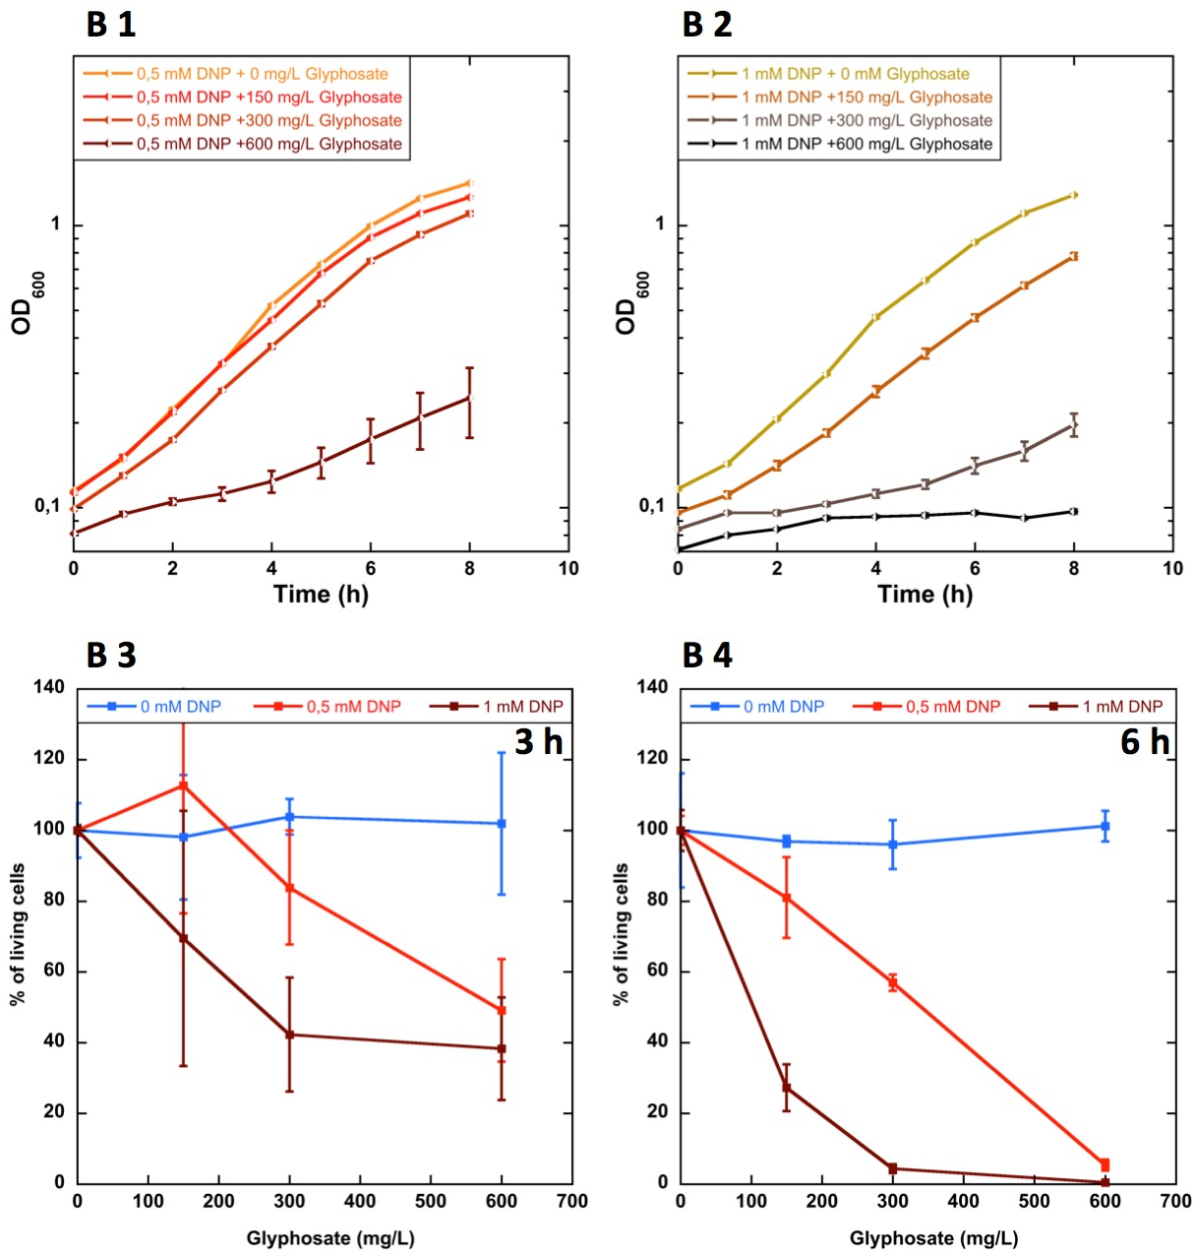 B 1
0,5 mM DNP + 0 mg/L Glyphosate
0,5 mM DNP +150 mg/L Glyphosate
0,5 mM DNP +300 mg/L Glyphosate
0,5 mM DNP +600 mg/L Glyphosate
1
0,1
OD600
0 2 4 6 8 10
Time (h)
B 2
1 mM DNP + 0 mM Glyphosate
1 mM DNP +150 mg/L Glyphosate
1 mM DNP +300 mg/L Glyphosate
1 mM DNP +600 mg/L Glyphosate
1
0,1
OD600
0 2 4 6 8 10
Time (h)
B 3
0 mM DNP 0,5 mM DNP 1 mM DNP
3 h
140
120
100
80
60
40
20
0
% of living cells
0 100 200 300 400 500 600 700
Glyphosate (mg/L)
B 4
0 mM DNP 0,5 mM DNP 1 mM DNP
6 h
140
120
100
80
60
40
20
0
% of living cells
0 100 200 300 400 500 600 700
Glyphosate (mg/L)